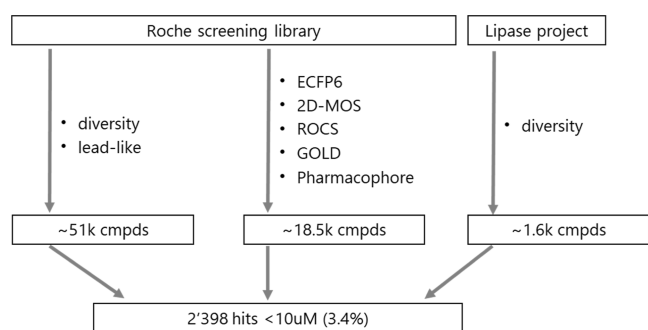 Roche screening library
Lipase project
• diversity
• lead-like
• ECFP6
• 2D-MOS
• ROCS
• GOLD
• Pharmacophore
• diversity
~51k cmpds
~18.5k cmpds
~1.6k cmpds
2'398 hits <10uM (3.4%)